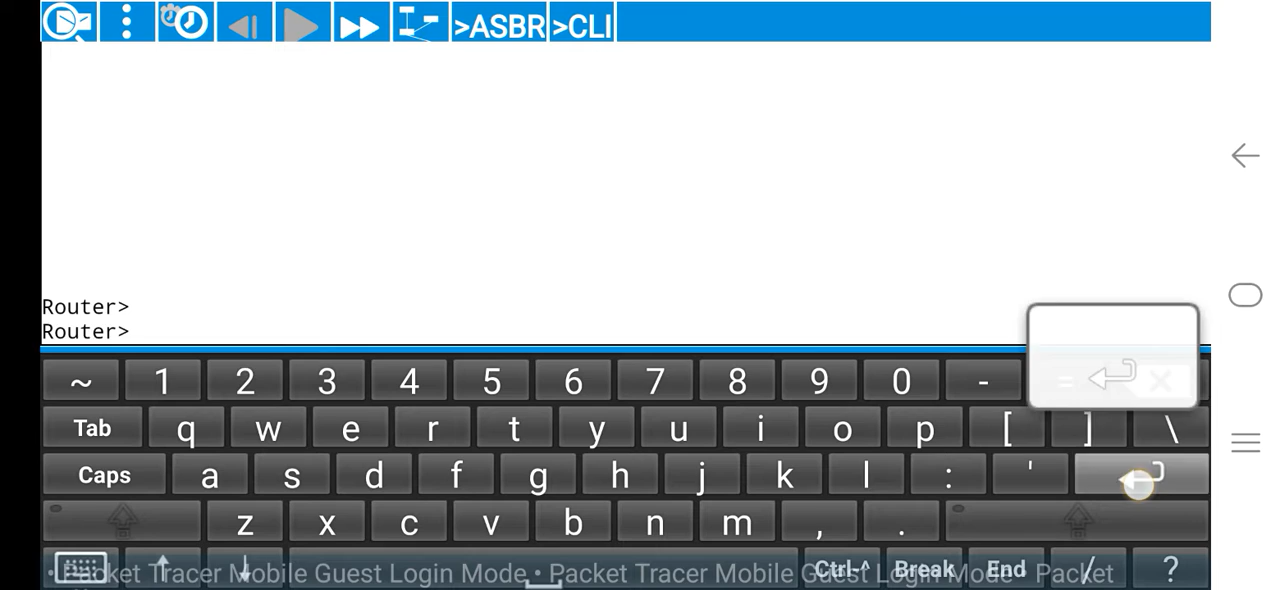 >ASBR >CLI
Router>
Router>
~ 1 2 3 4 5 6 7 8 9 0 - =
Tab q w e r t y u i o p [ ] \
Caps a s d f g h j k l : '
z x c v b n m , .
Ctrl-^ Break End / ?
• Packet Tracer Mobile Guest Login Mode • Packet Tracer Mobile Guest Login Mode • Packet